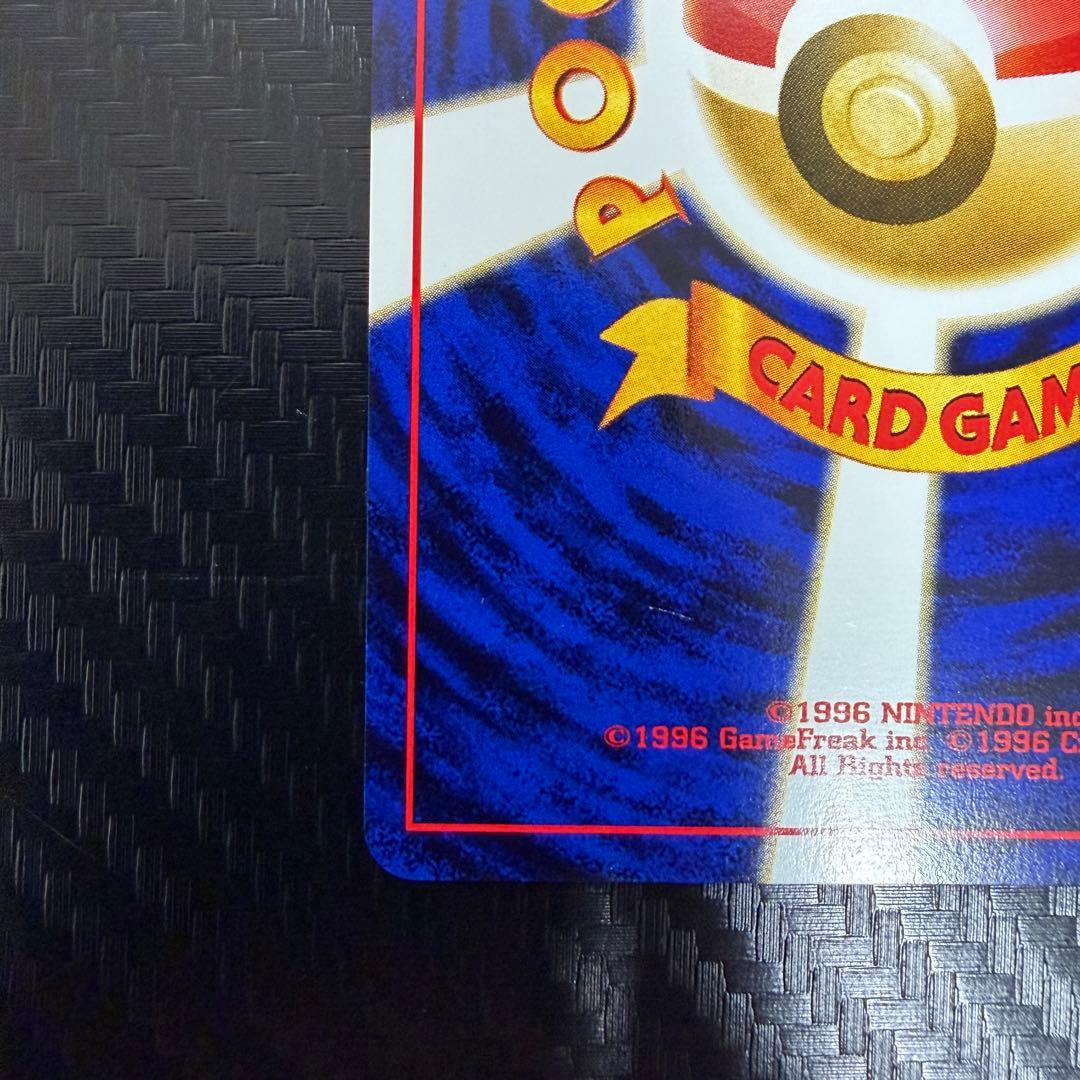 PO
CARD GAM
©1996 NINTENDO inc
©1996 GameFreak inc ©1996 C
All Rights reserved.